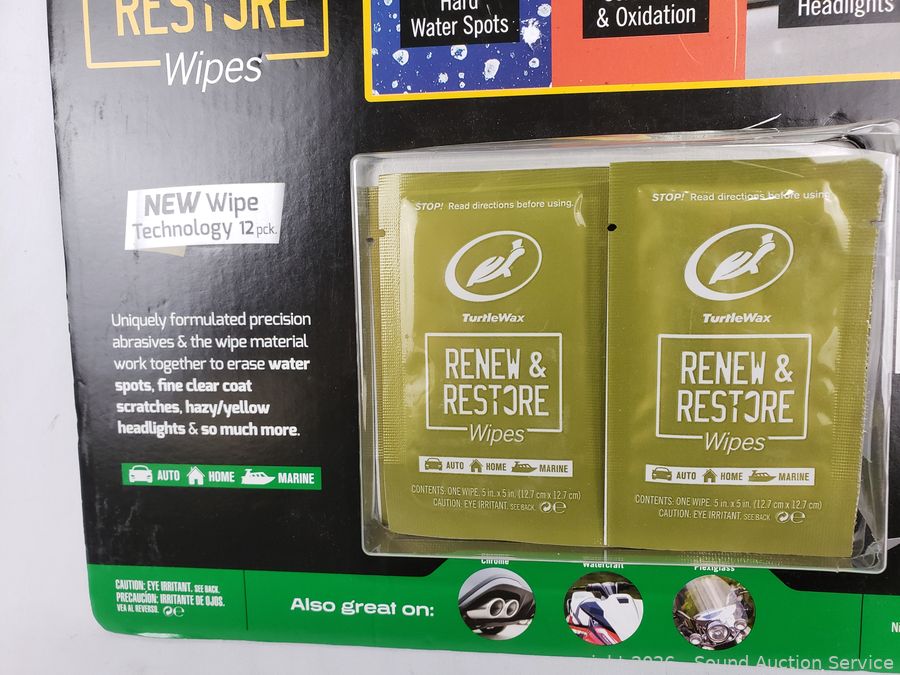 RESTORE
Wipes
Hard
Water Spots
& Oxidation
Headlights
NEW Wipe
Technology 12 pck.
Uniquely formulated precision
abrasives & the wipe material
work together to erase water
spots, fine clear coat
scratches, hazy/yellow
headlights & so much more.
AUTO HOME MARINE
STOP! Read directions before using.
TurtleWax
RENEW &
RESTORE
Wipes
AUTO HOME MARINE
CONTENTS: ONE WIPE, 5 in. x 5 in. (12.7 cm x 12.7 cm)
CAUTION: EYE IRRITANT. SEE BACK.
STOP! Read directions before using
TurtleWax
RENEW &
RESTORE
Wipes
AUTO HOME MARINE
CONTENTS: ONE WIPE, 5 in. x 5 in. (12.7 cm x 12.7 cm)
CAUTION: EYE IRRITANT. SEE BACK.
CAUTION: EYE IRRITANT. SEE BACK.
PRECAUCIÓN: IRRITANTE DE OJOS.
VEA AL REVERSO.
Also great on:
Chrome
Watercraft
Plexiglass
2026 - Sound Auction Service